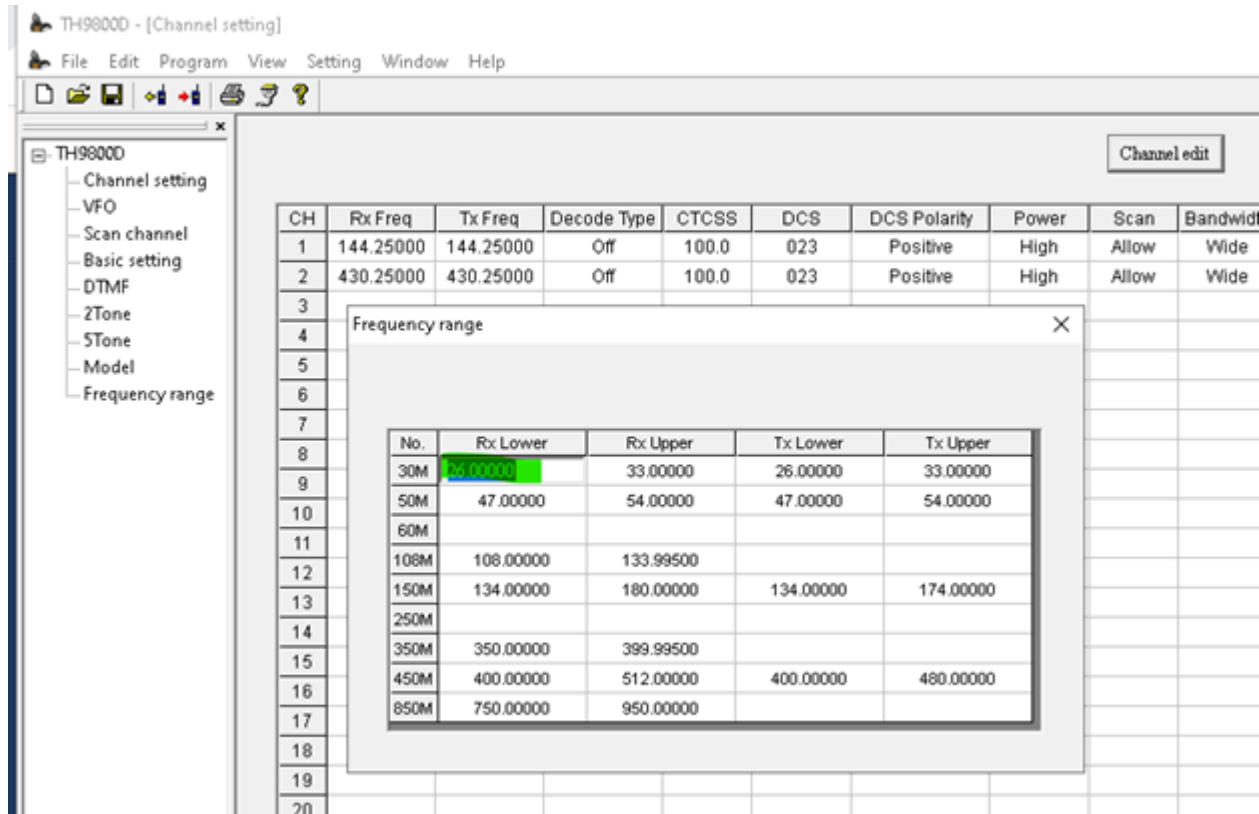 TH9800D - [Channel setting]
File Edit Program View Setting Window Help
TH9800D
Channel setting
VFO
Scan channel
Basic setting
DTMF
2Tone
5Tone
Model
Frequency range
Channel edit
CH Rx Freq Tx Freq Decode Type CTCSS DCS DCS Polarity Power Scan Bandwidt
1 144.25000 144.25000 Off 100.0 023 Positive High Allow Wide
2 430.25000 430.25000 Off 100.0 023 Positive High Allow Wide
3
4
5
6
7
8
9
10
11
12
13
14
15
16
17
18
19
20
Frequency range
No. Rx Lower Rx Upper Tx Lower Tx Upper
30M 26.00000 33.00000 26.00000 33.00000
50M 47.00000 54.00000 47.00000 54.00000
60M
108M 108.00000 133.99500
150M 134.00000 180.00000 134.00000 174.00000
250M
350M 350.00000 399.99500
450M 400.00000 512.00000 400.00000 480.00000
850M 750.00000 950.00000